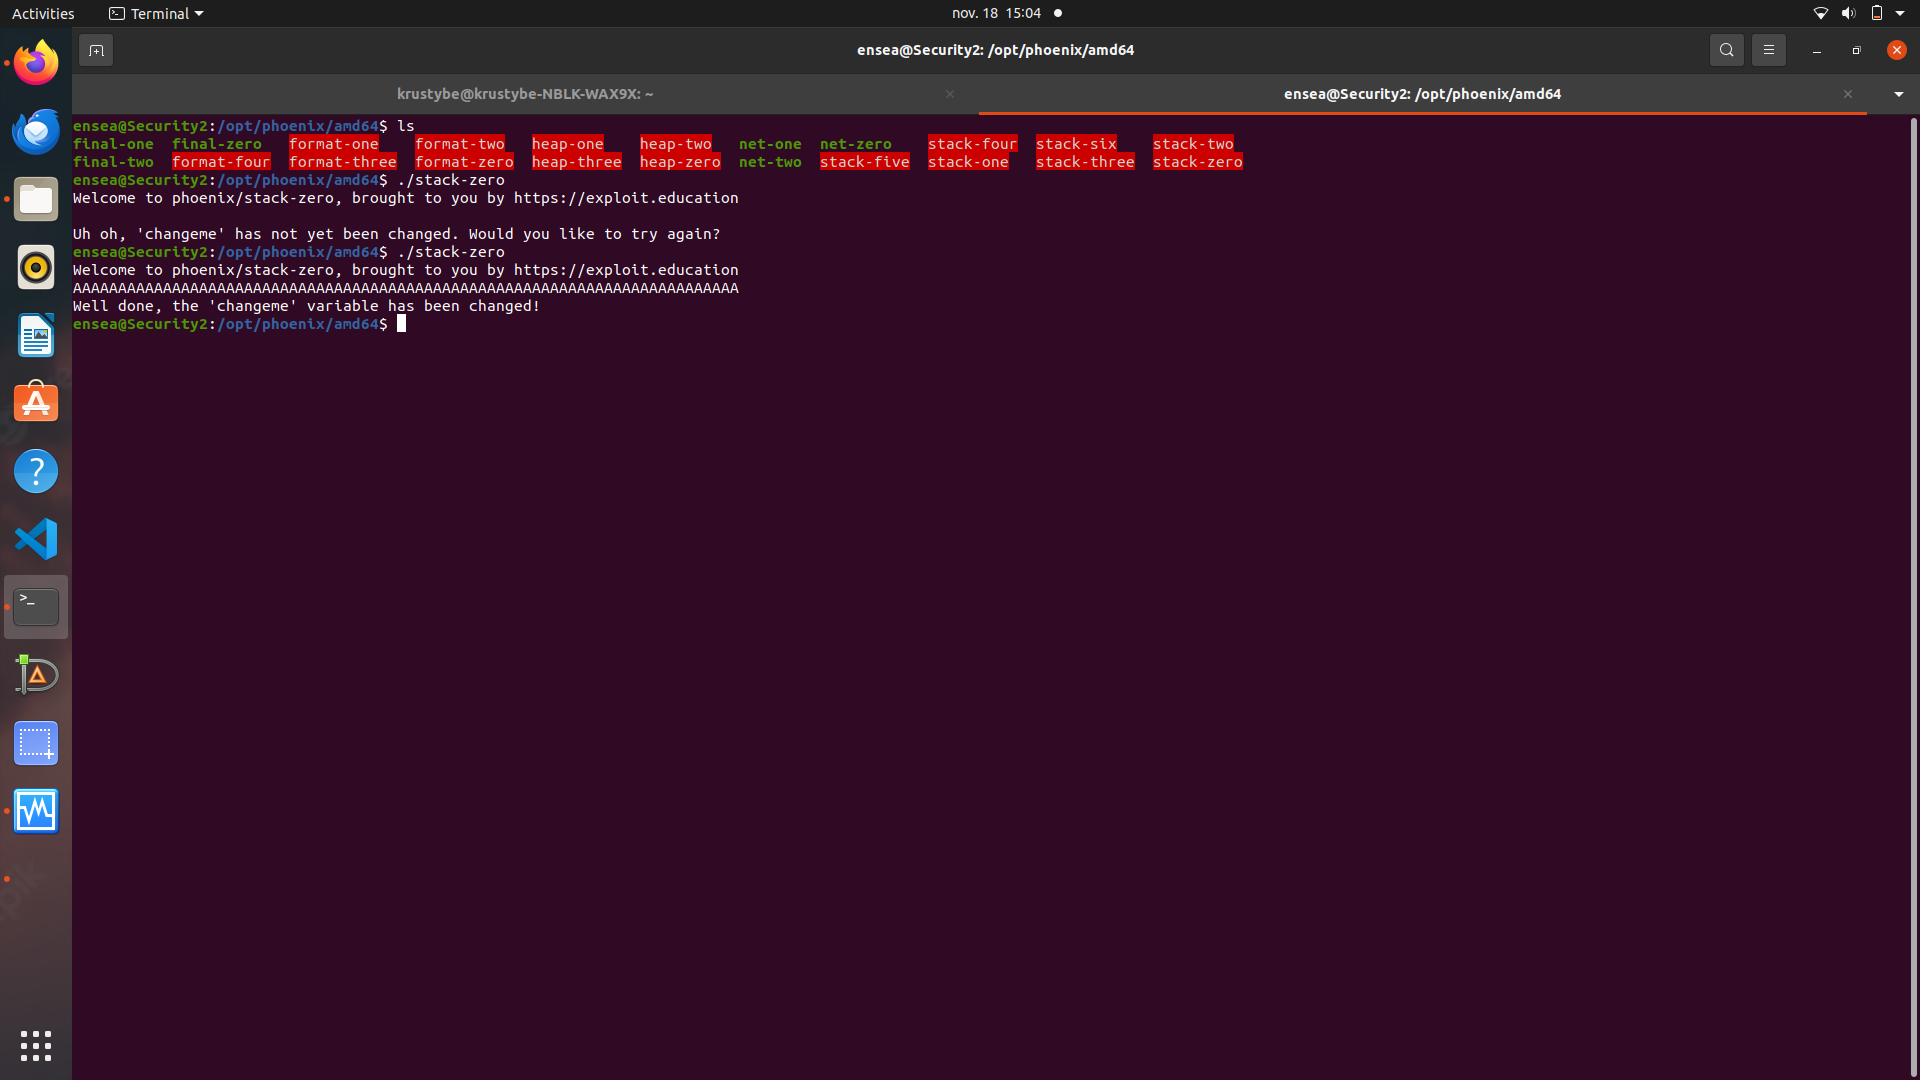 Activities Terminal nov. 18 15:04
ensea@Security2: /opt/phoenix/amd64
krustybe@krustybe-NBLK-WAX9X: ~ ensea@Security2: /opt/phoenix/amd64
ensea@Security2:/opt/phoenix/amd64$ ls
final-one final-zero format-one format-two heap-one heap-two net-one net-zero stack-four stack-six stack-two
final-two format-four format-three format-zero heap-three heap-zero net-two stack-five stack-one stack-three stack-zero
ensea@Security2:/opt/phoenix/amd64$ ./stack-zero
Welcome to phoenix/stack-zero, brought to you by https://exploit.education
Uh oh, 'changeme' has not yet been changed. Would you like to try again?
ensea@Security2:/opt/phoenix/amd64$ ./stack-zero
Welcome to phoenix/stack-zero, brought to you by https://exploit.education
AAAAAAAAAAAAAAAAAAAAAAAAAAAAAAAAAAAAAAAAAAAAAAAAAAAAAAAAAAAAAAAAAAAAAAAAAA
Well done, the 'changeme' variable has been changed!
ensea@Security2:/opt/phoenix/amd64$